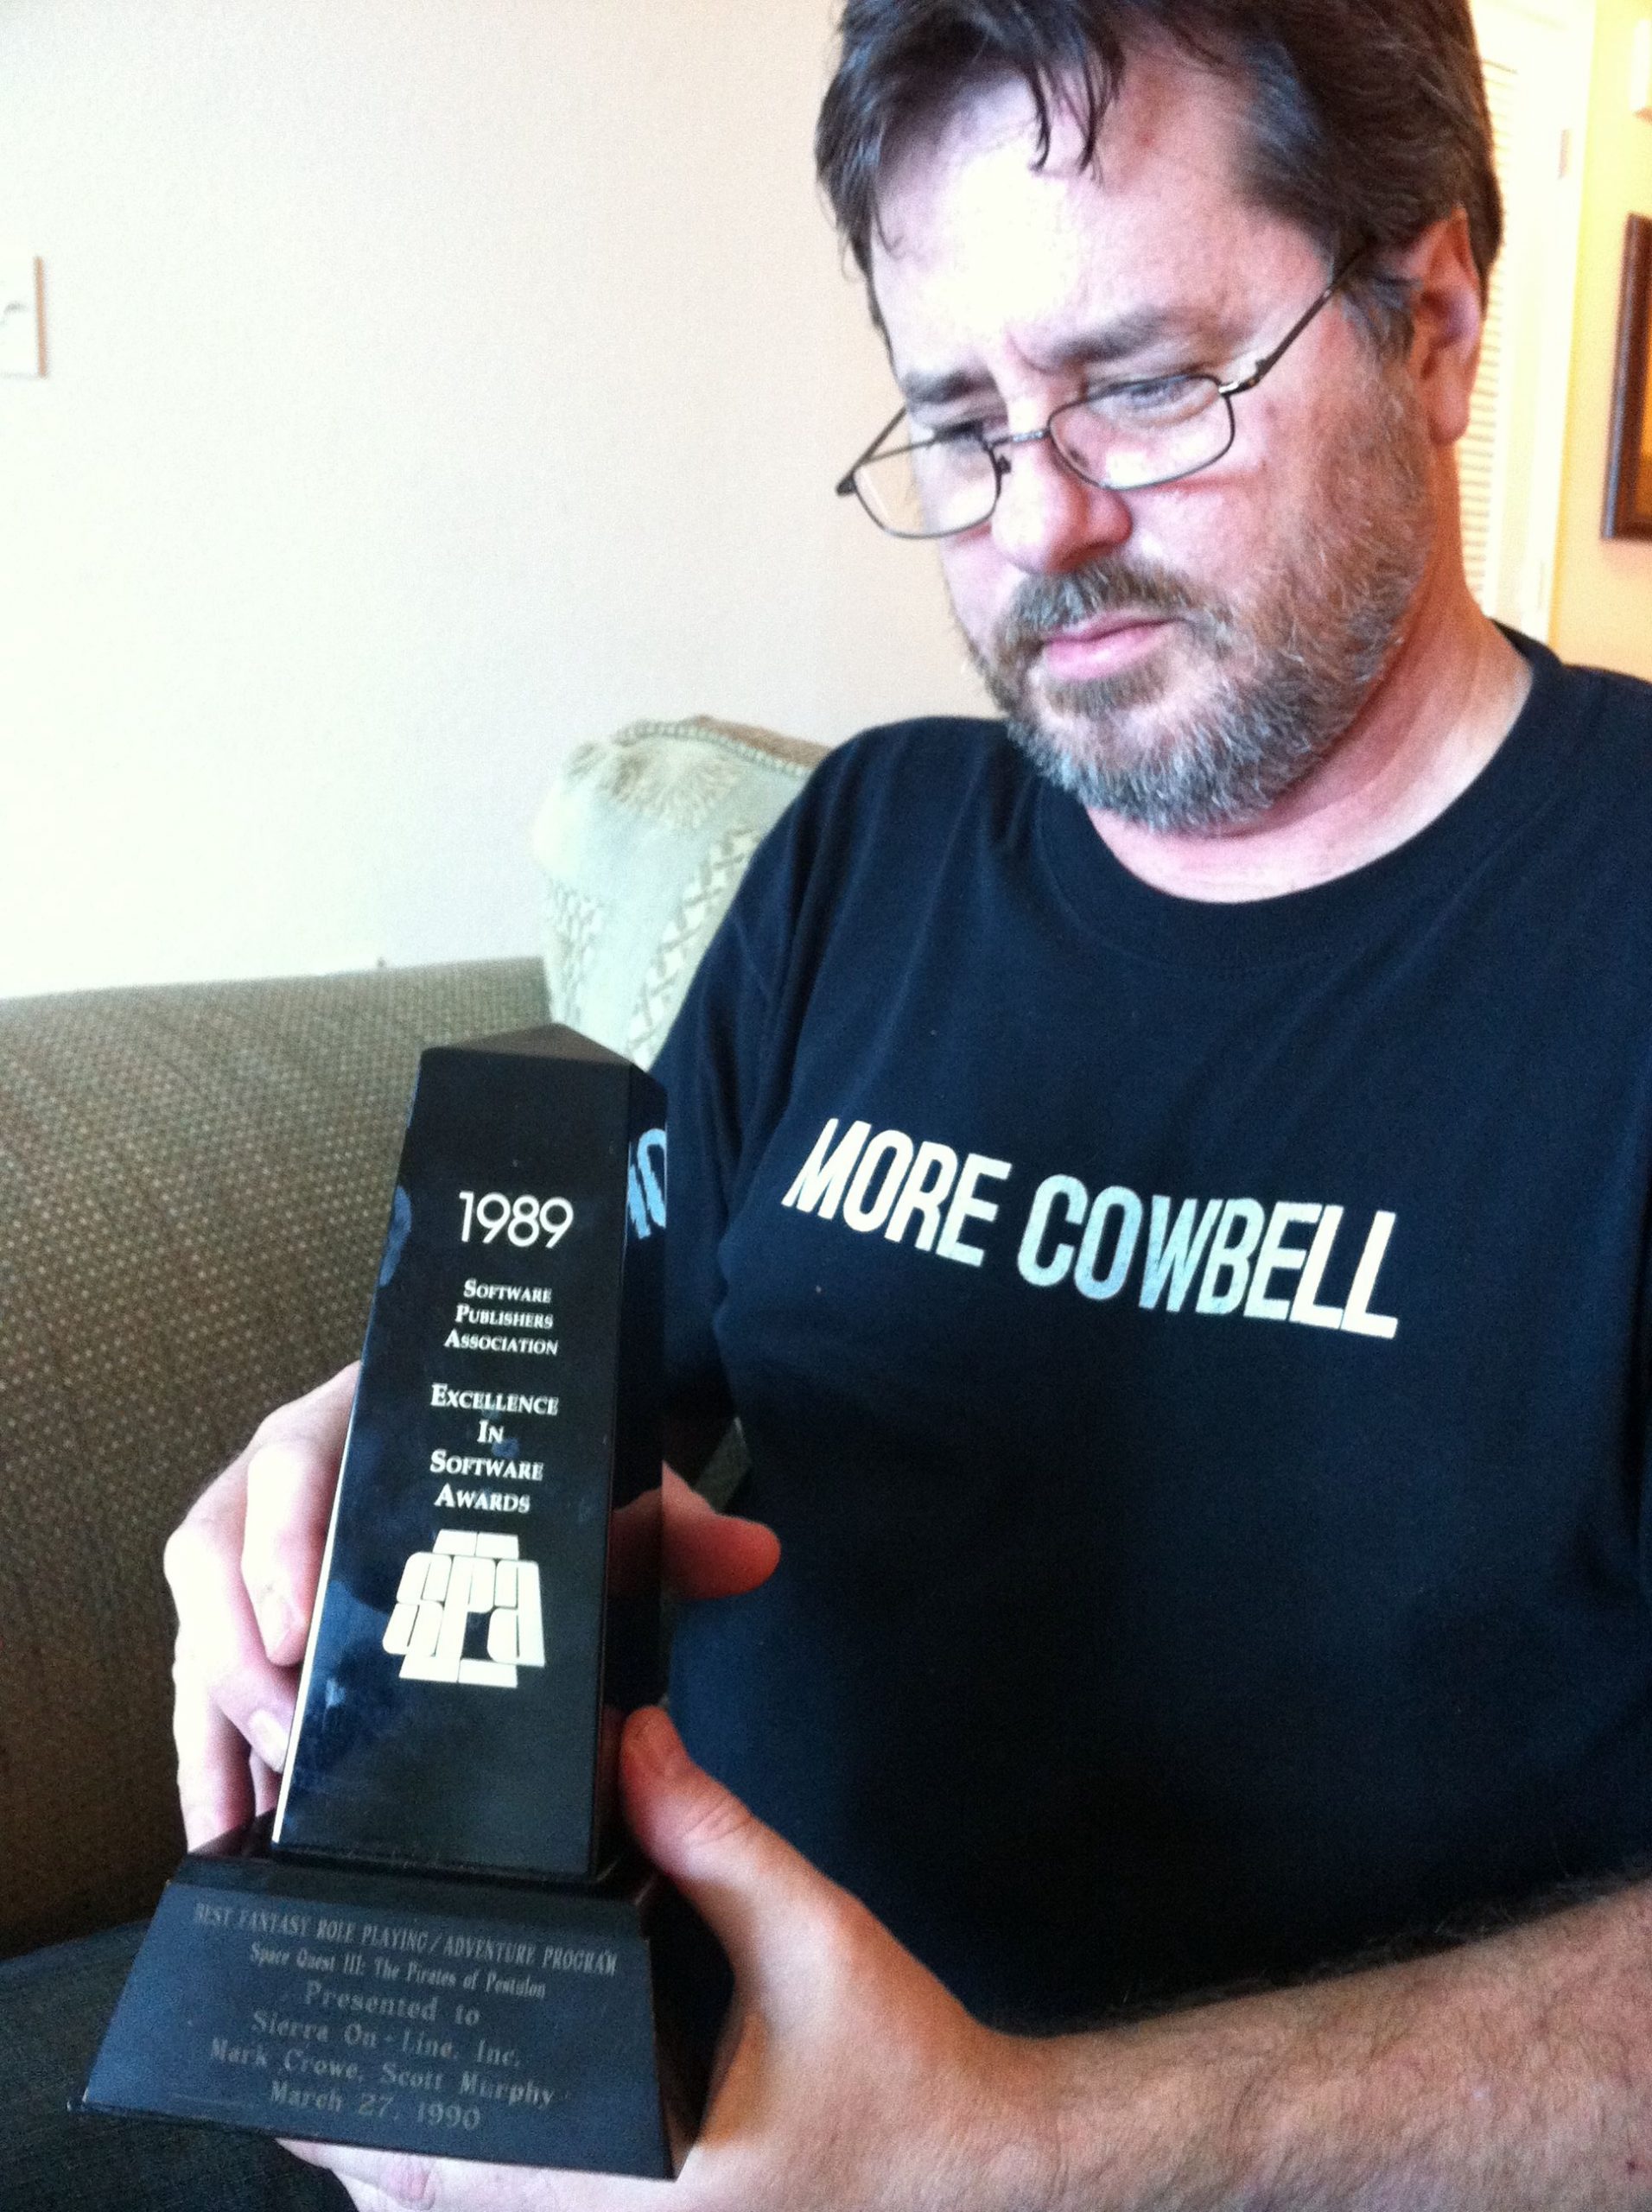 MORE COWBELL
1989
SOFTWARE
PUBLISHERS
ASSOCIATION
EXCELLENCE
IN
SOFTWARE
AWARDS
SPA
BEST FANTASY ROLE PLAYING/ADVENTURE PROGRAM
Space Quest III: The Pirates of Pestulon
Presented to
Sierra On-Line, Inc.
Mark Crowe, Scott Murphy
March 27, 1990